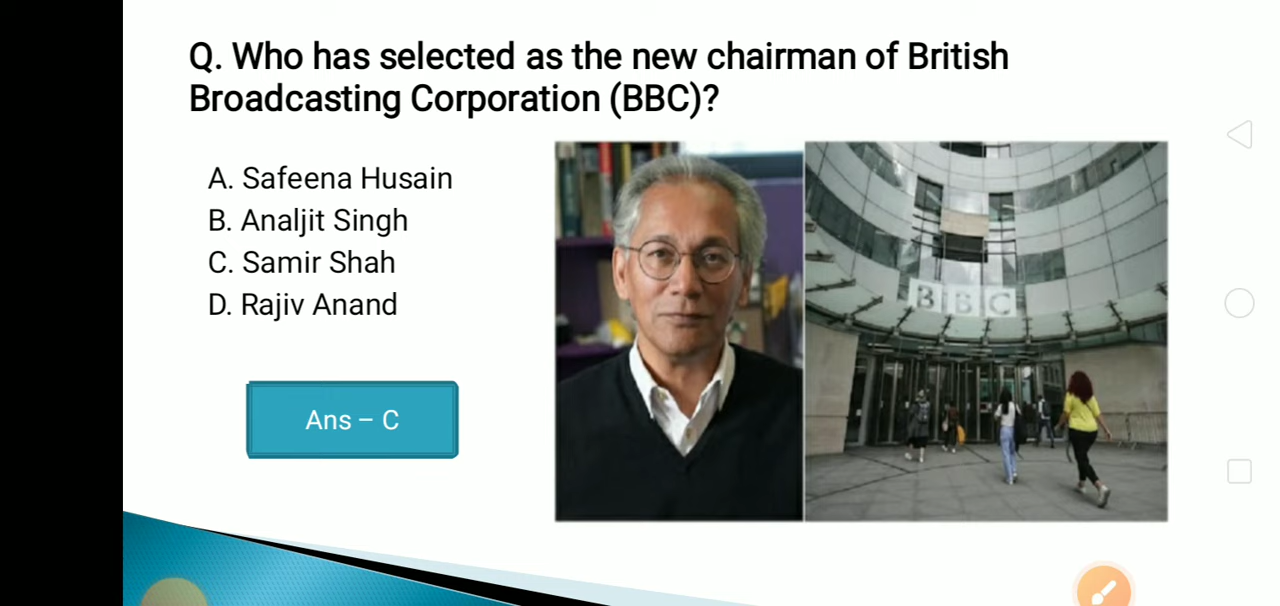 Q. Who has selected as the new chairman of British
Broadcasting Corporation (BBC)?
A. Safeena Husain
B. Analjit Singh
C. Samir Shah
D. Rajiv Anand
Ans – C
BBC